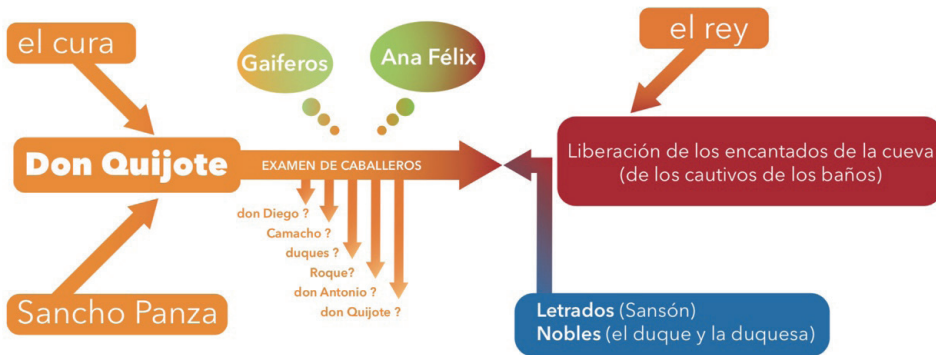 el cura
Gaiferos
Ana Félix
el rey
Don Quijote
EXAMEN DE CABALLEROS
Liberación de los encantados de la cueva
(de los cautivos de los baños)
don Diego ?
Camacho ?
duques ?
Roque?
don Antonio ?
don Quijote ?
Sancho Panza
Letrados (Sansón)
Nobles (el duque y la duquesa)